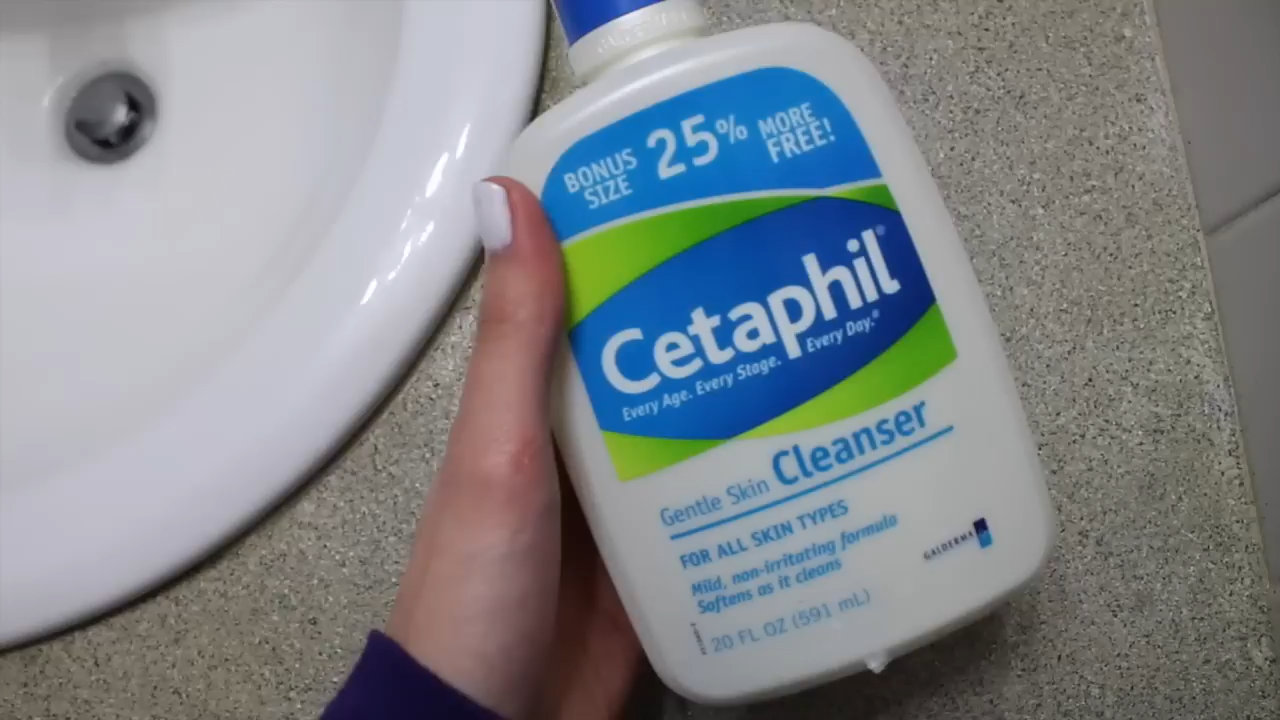 BONUS
SIZE
25%
MORE
FREE!
Cetaphil®
Every Age. Every Stage. Every Day.®
Gentle Skin Cleanser
FOR ALL SKIN TYPES
Mild, non-irritating formula
Softens as it cleans
GALDERMA
20 FL OZ (591 mL)